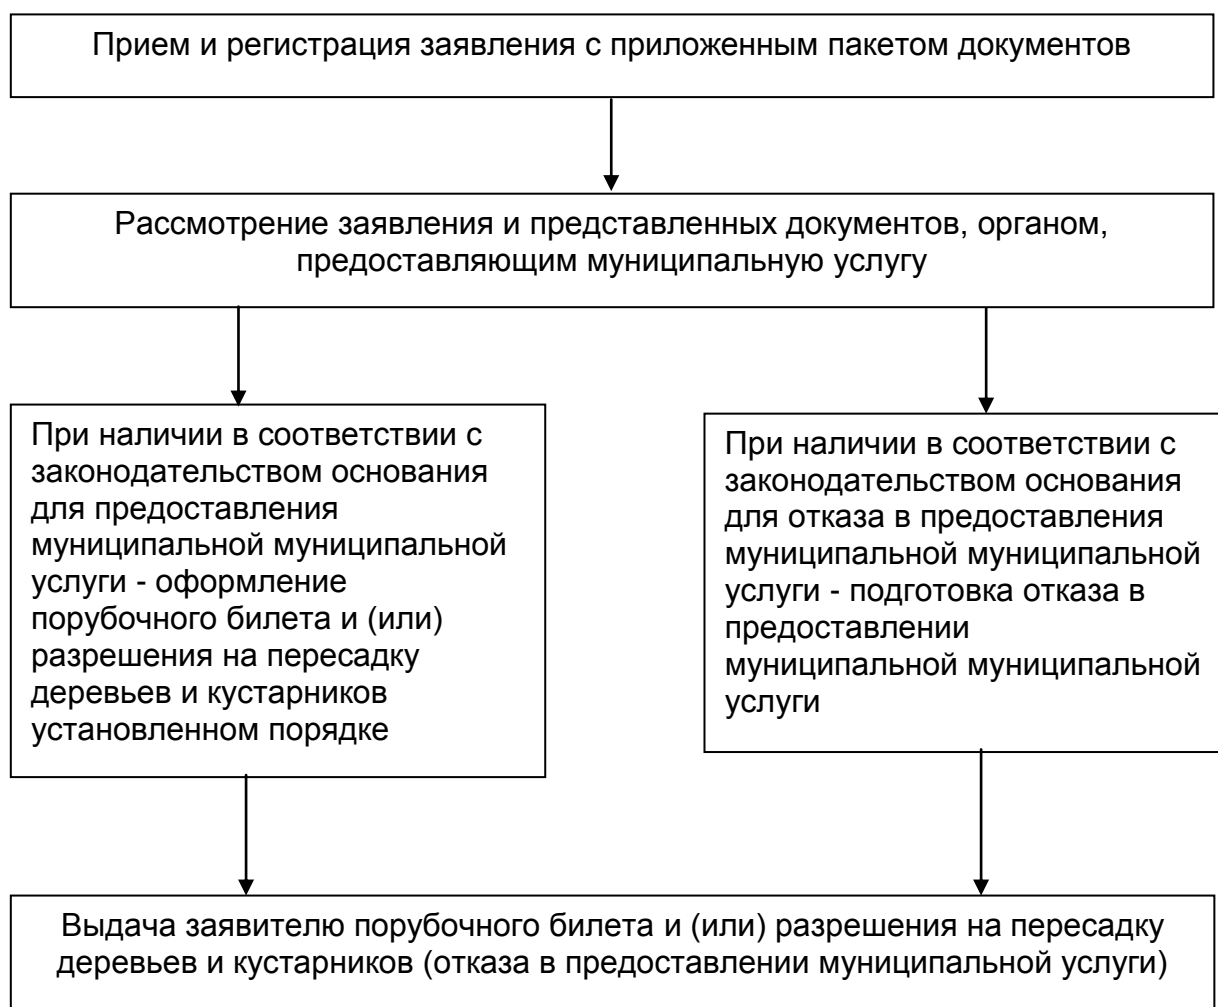 Прием и регистрация заявления с приложенным пакетом документов
Рассмотрение заявления и представленных документов, органом,
предоставляющим муниципальную услугу
При наличии в соответствии с
законодательством основания
для предоставления
муниципальной муниципальной
услуги - оформление
порубочного билета и (или)
разрешения на пересадку
деревьев и кустарников
установленном порядке
При наличии в соответствии с
законодательством основания
для отказа в предоставления
муниципальной муниципальной
услуги - подготовка отказа в
предоставлении
муниципальной муниципальной
услуги
Выдача заявителю порубочного билета и (или) разрешения на пересадку
деревьев и кустарников (отказа в предоставлении муниципальной услуги)